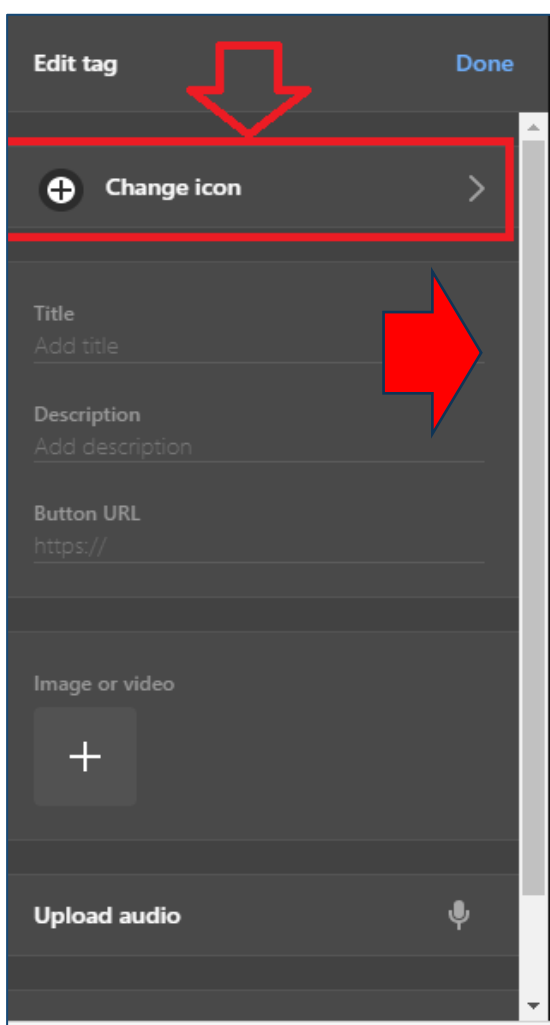 Edit tag
Done
Change icon
Title
Add title
Description
Add description
Button URL
https://
Image or video
Upload audio